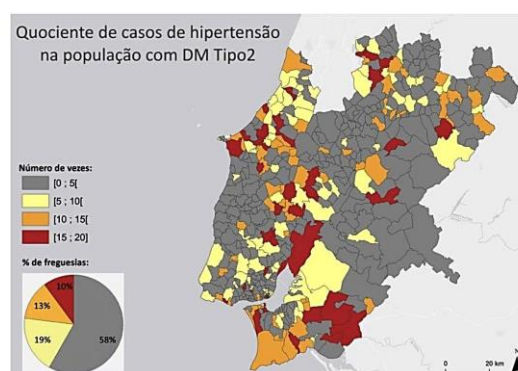 Quociente de casos de hipertensão
na população com DM Tipo2
Número de vezes:
[0 ; 5[
[5 ; 10[
[10 ; 15[
[15 ; 20]
% de freguesias:
10%
13%
19%
58%
N
0 20 km